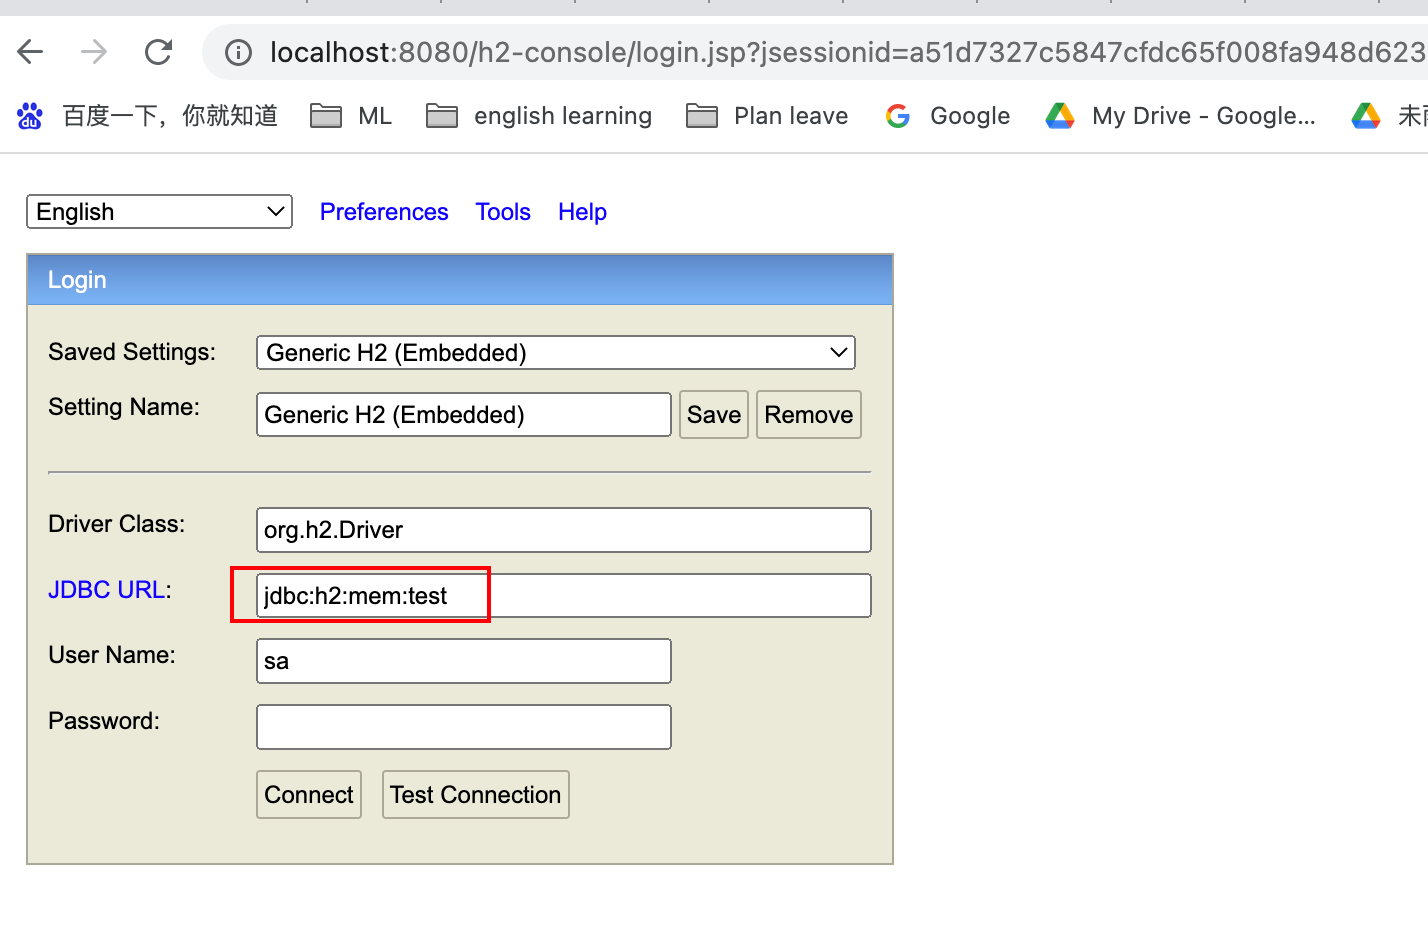 localhost:8080/h2-console/login.jsp?jsessionid=a51d7327c5847cfdc65f008fa948d623
百度一下，你就知道 ML english learning Plan leave Google My Drive - Google... 未
English Preferences Tools Help
Login
Saved Settings: Generic H2 (Embedded)
Setting Name: Generic H2 (Embedded) Save Remove
Driver Class: org.h2.Driver
JDBC URL: jdbc:h2:mem:test
User Name: sa
Password:
Connect Test Connection